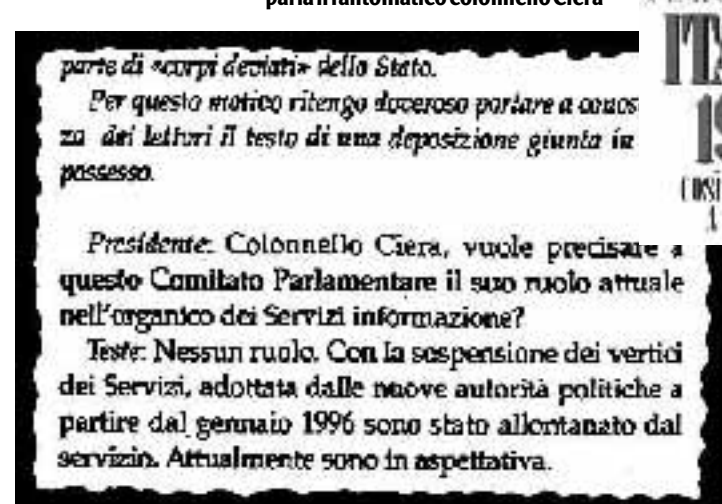 parla il fantomatico colonnello Ciera
parte di «corpi deviati» dello Stato.
Per questo motivo ritengo doveroso portare a conos
za dei lettori il testo di una deposizione giunta in
possesso.
Presidente: Colonnello Ciera, vuole precisare a
questo Comitato Parlamentare il suo ruolo attuale
nell'organico dei Servizi informazione?
Teste: Nessun ruolo. Con la sospensione dei vertici
dei Servizi, adottata dalle nuove autorità politiche a
partire dal gennaio 1996 sono stato allontanato dal
servizio. Attualmente sono in aspettativa.